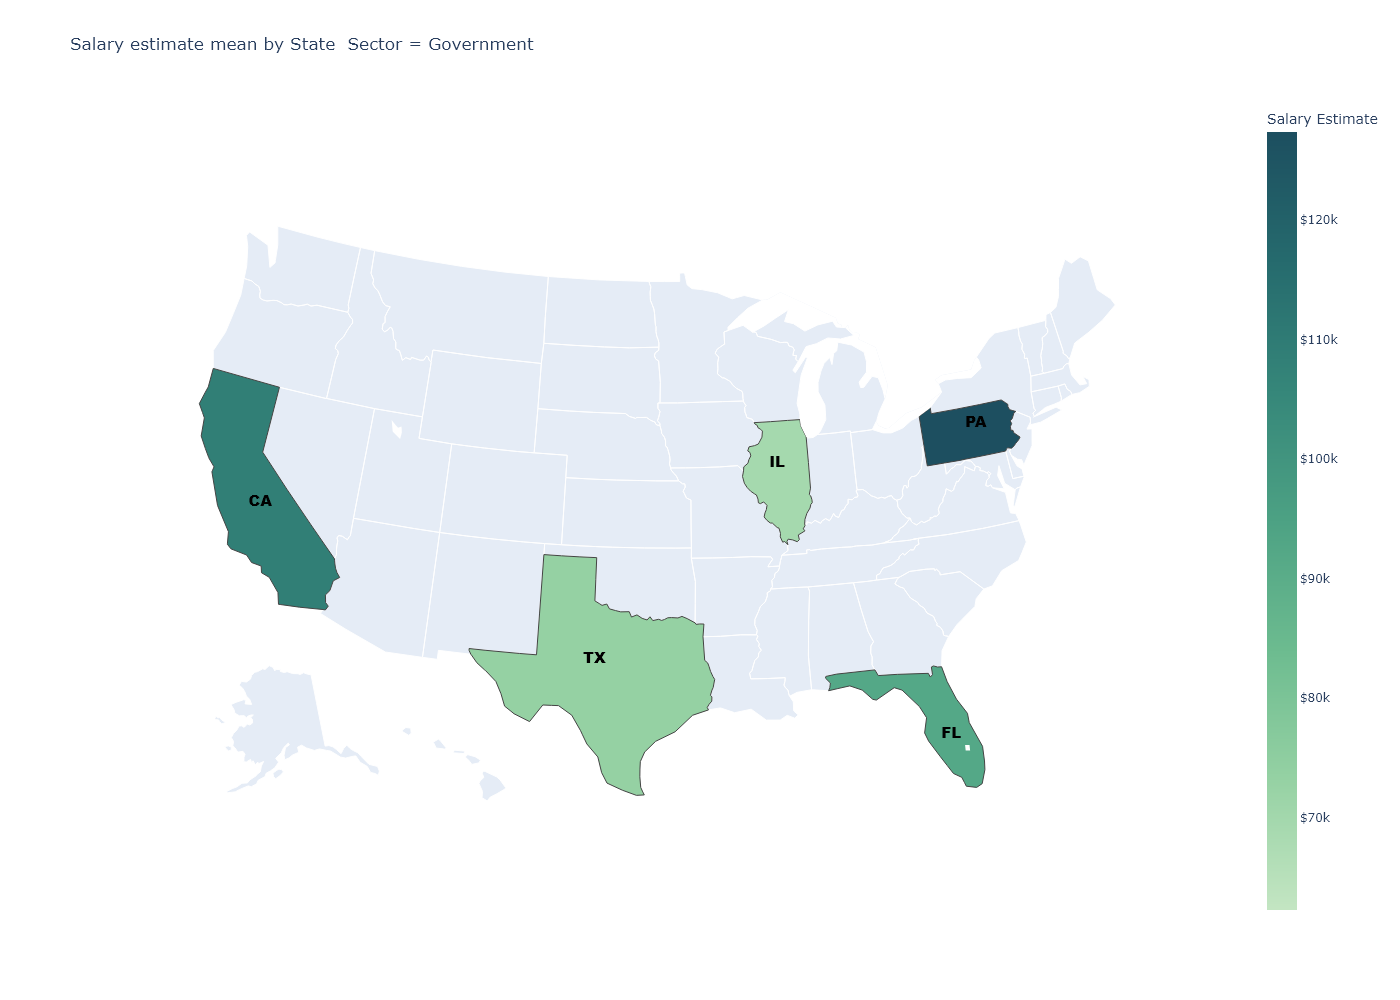 Salary estimate mean by State  Sector = Government
Salary Estimate
$120k
$110k
$100k
$90k
$80k
$70k
PA
IL
CA
TX
FL